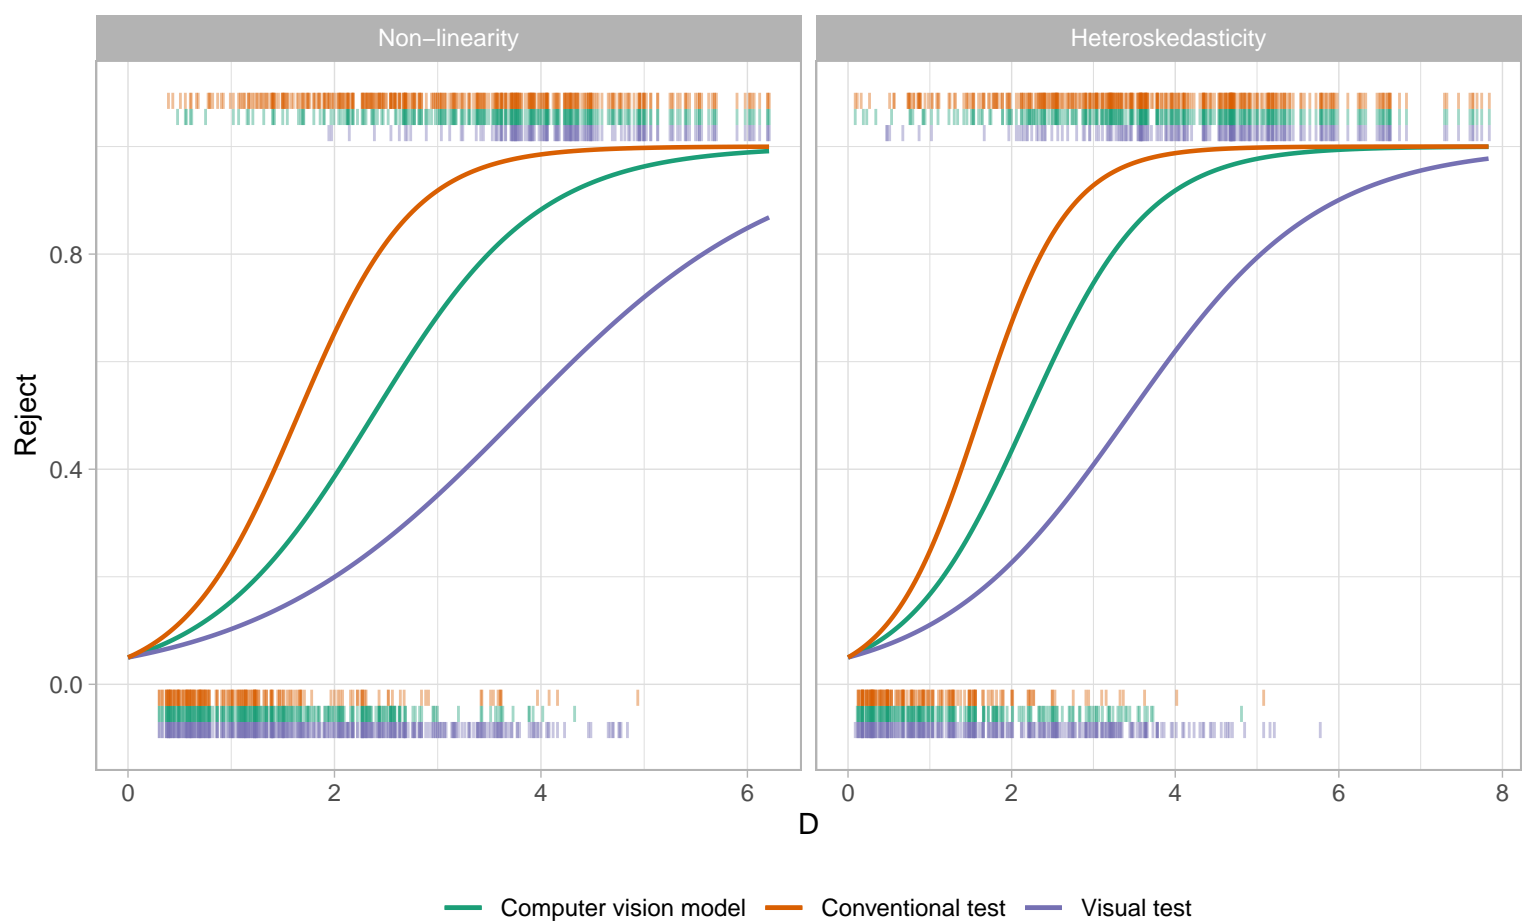 Non−linearity
Heteroskedasticity
Reject
0.8
0.4
0.0
0 2 4 6
0 2 4 6 8
D
Computer vision model Conventional test Visual test